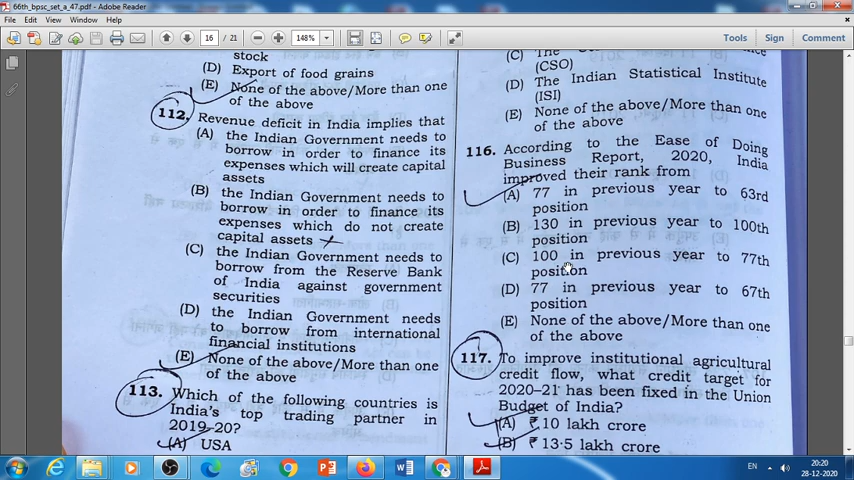 66th_bpsc_set_a_47.pdf - Adobe Reader
File Edit View Window Help
16 / 21
148%
Tools
Sign
Comment
stock
(D) Export of food grains
(E) None of the above/More than one
of the above
112. Revenue deficit in India implies that
(A) the Indian Government needs to
borrow in order to finance its
expenses which will create capital
assets
(B) the Indian Government needs to
borrow in order to finance its
expenses which do not create
capital assets
(C) the Indian Government needs to
borrow from the Reserve Bank
of India against government
securities
(D) the Indian Government needs
to borrow from international
financial institutions
(E) None of the above/More than one
of the above
113. Which of the following countries is
India's top trading partner in
2019-20?
(A) USA
(C) The
(CSO)
(D) The Indian Statistical Institute
(ISI)
(E) None of the above/More than one
of the above
116. According to the Ease of Doing
Business Report, 2020, India
improved their rank from
(A) 77 in previous year to 63rd
position
(B) 130 in previous year to 100th
position
(C) 100 in previous year to 77th
position
(D) 77 in previous year to 67th
position
(E) None of the above/More than one
of the above
117. To improve institutional agricultural
credit flow, what credit target for
2020-21 has been fixed in the Union
Budget of India?
(A) ₹ 10 lakh crore
(B) ₹ 13·5 lakh crore
EN
20:20
28-12-2020